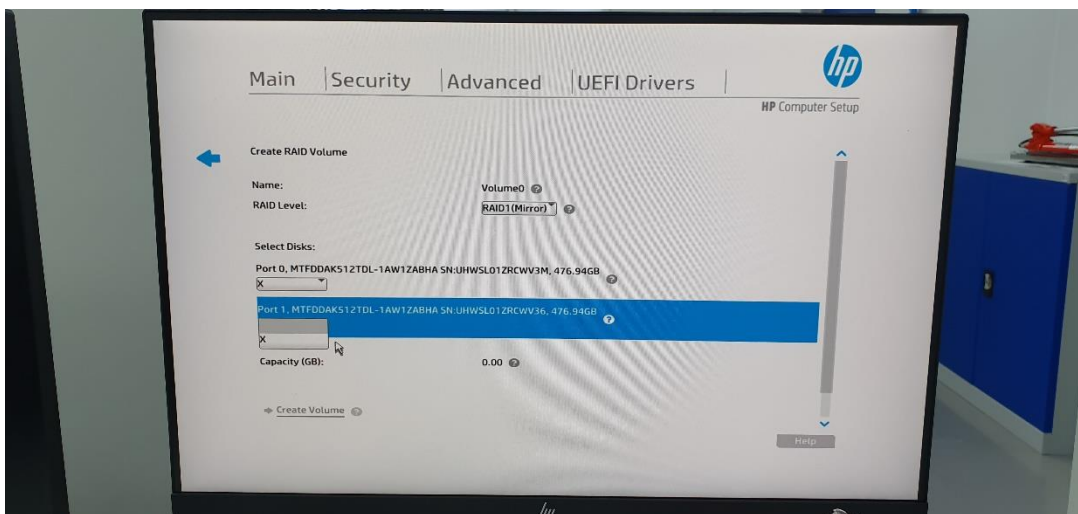 hp
Main Security Advanced UEFI Drivers
HP Computer Setup
Create RAID Volume
Name: Volume0
RAID Level: RAID1(Mirror)
Select Disks:
Port 0, MTFDDAK512TDL-1AW1ZABHA SN:UHWSL01ZRCWV3M, 476.94GB
X
Port 1, MTFDDAK512TDL-1AW1ZABHA SN:UHWSL01ZRCWV36, 476.94GB
X
Capacity (GB): 0.00
Create Volume
Help
hp